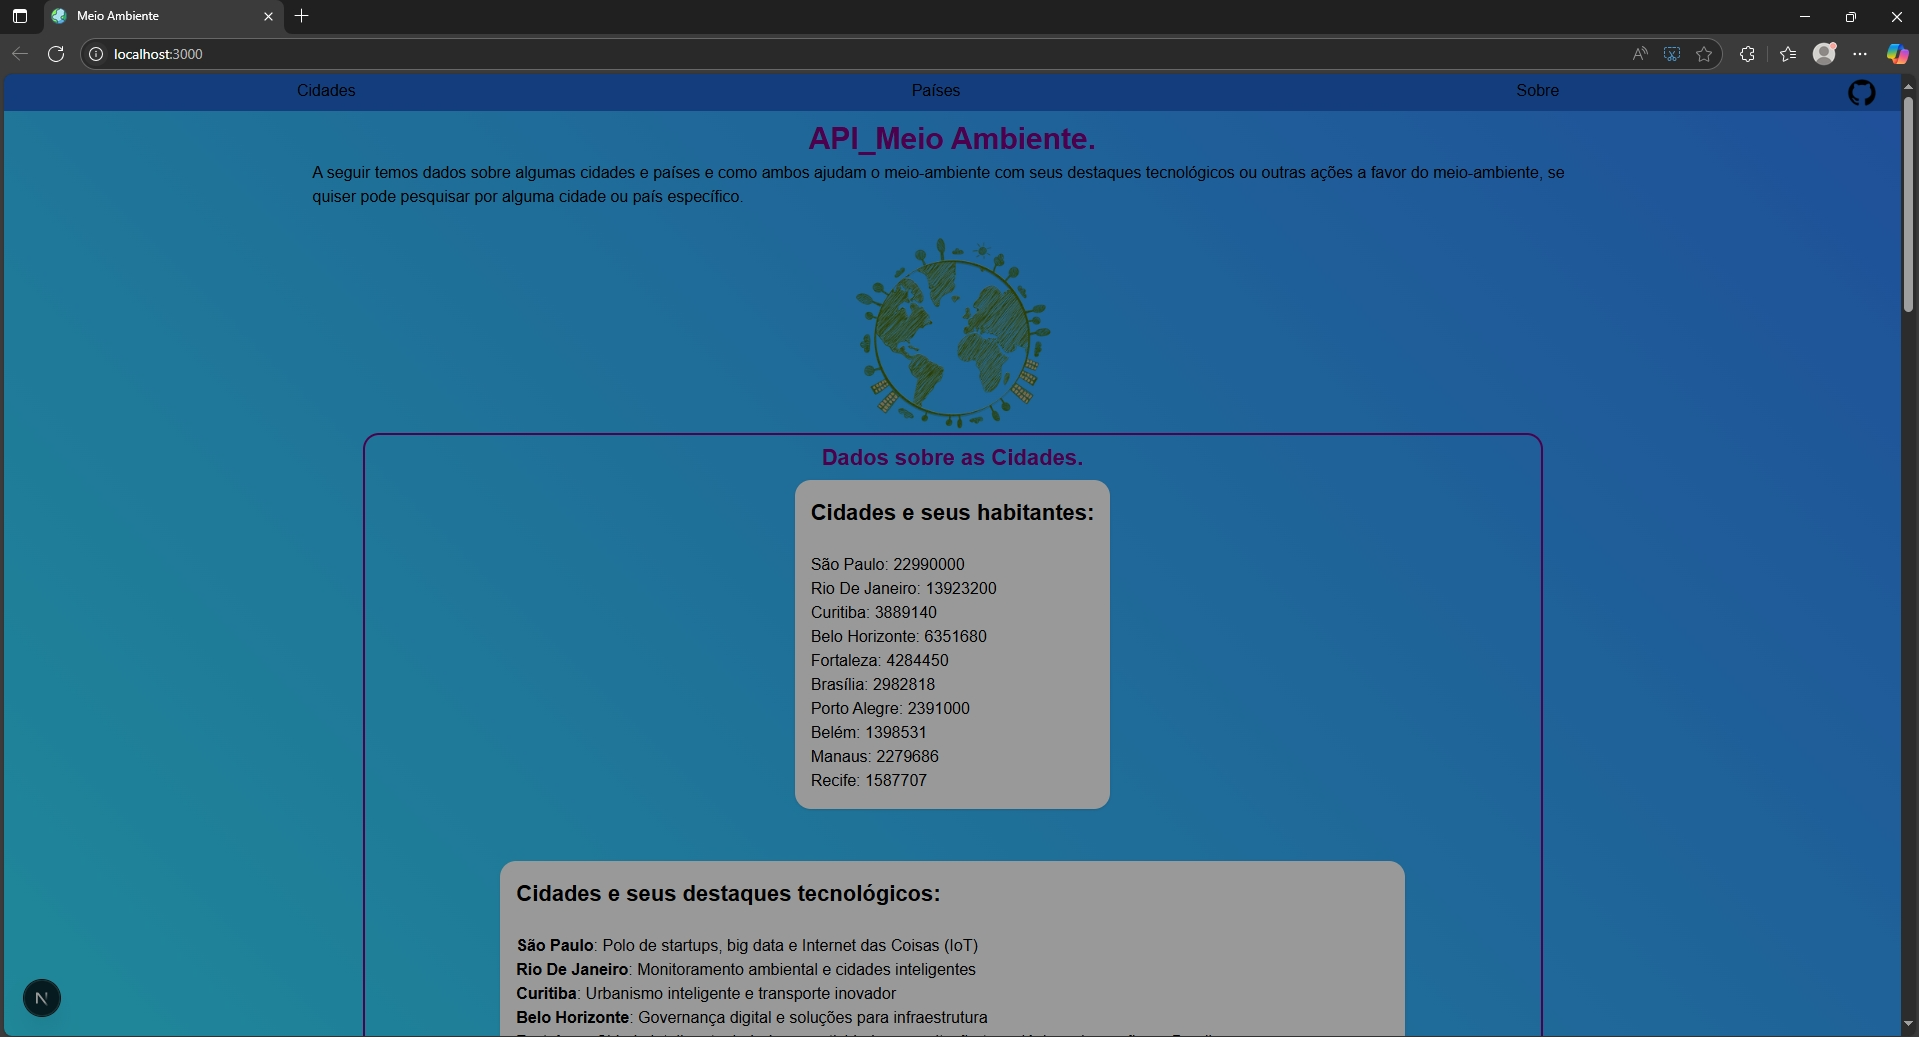 Meio Ambiente
localhost:3000
Cidades
Países
Sobre
API_Meio Ambiente.
A seguir temos dados sobre algumas cidades e países e como ambos ajudam o meio-ambiente com seus destaques tecnológicos ou outras ações a favor do meio-ambiente, se
quiser pode pesquisar por alguma cidade ou país específico.
Dados sobre as Cidades.
Cidades e seus habitantes:
São Paulo: 22990000
Rio De Janeiro: 13923200
Curitiba: 3889140
Belo Horizonte: 6351680
Fortaleza: 4284450
Brasília: 2982818
Porto Alegre: 2391000
Belém: 1398531
Manaus: 2279686
Recife: 1587707
Cidades e seus destaques tecnológicos:
São Paulo: Polo de startups, big data e Internet das Coisas (IoT)
Rio De Janeiro: Monitoramento ambiental e cidades inteligentes
Curitiba: Urbanismo inteligente e transporte inovador
Belo Horizonte: Governança digital e soluções para infraestrutura
N